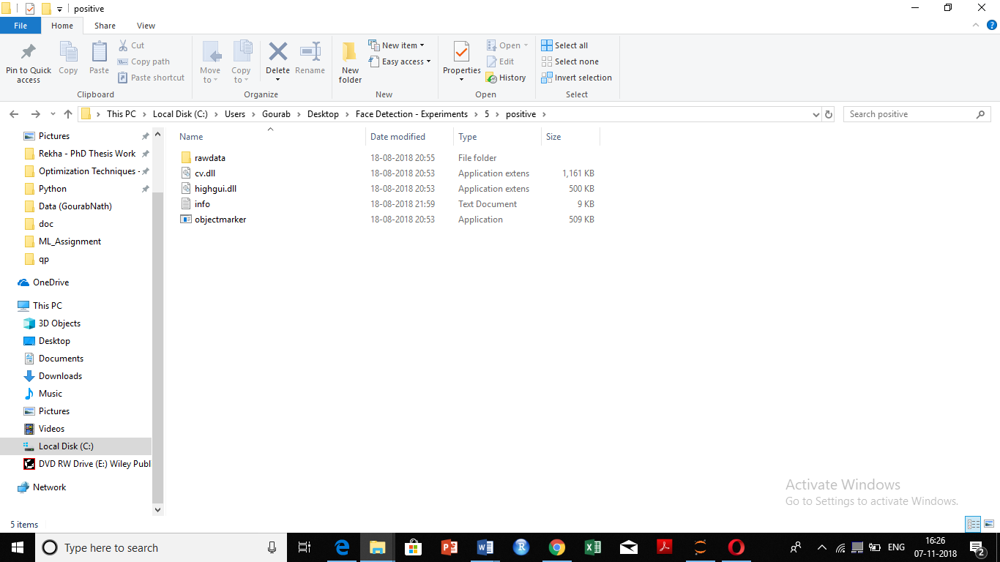 positive
File Home Share View
Pin to Quick access
Copy
Paste
Cut
Copy path
Paste shortcut
Clipboard
Move to
Copy to
Delete
Rename
Organize
New folder
New item
Easy access
New
Properties
Open
Edit
History
Open
Select all
Select none
Invert selection
Select
This PC > Local Disk (C:) > Users > Gourab > Desktop > Face Detection - Experiments > 5 > positive >
Search positive
Pictures
Rekha - PhD Thesis Work
Optimization Techniques -
Python
Data (GourabNath)
doc
ML_Assignment
qp
OneDrive
This PC
3D Objects
Desktop
Documents
Downloads
Music
Pictures
Videos
Local Disk (C:)
DVD RW Drive (E:) Wiley Publ
Network
Name Date modified Type Size
rawdata 18-08-2018 20:55 File folder
cv.dll 18-08-2018 20:53 Application extens 1,161 KB
highgui.dll 18-08-2018 20:53 Application extens 500 KB
info 18-08-2018 21:59 Text Document 9 KB
objectmarker 18-08-2018 20:53 Application 509 KB
Activate Windows
Go to Settings to activate Windows.
5 items
Type here to search
ENG
16:26
07-11-2018
2